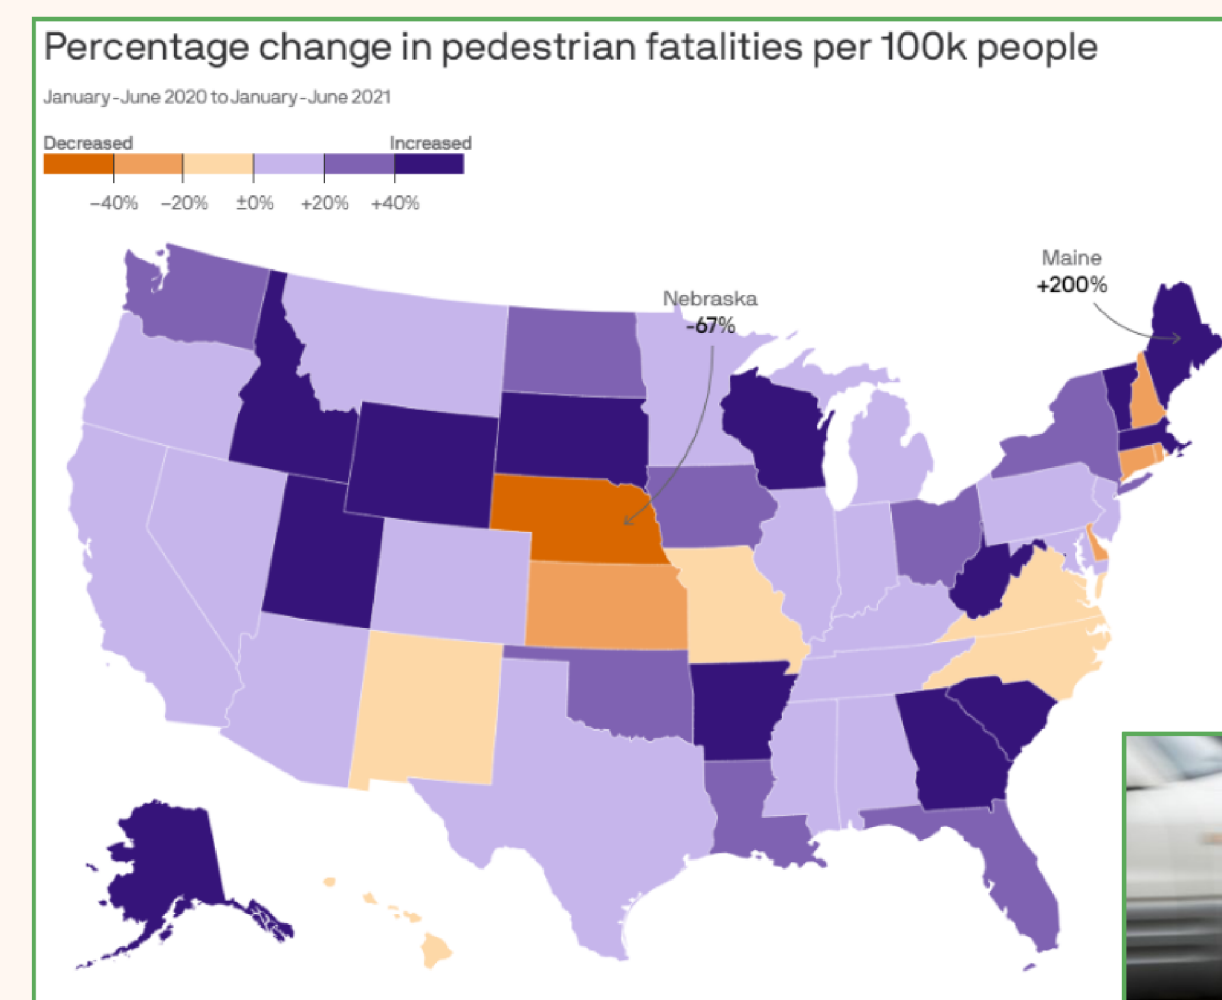 Percentage change in pedestrian fatalities per 100k people
January-June 2020 to January-June 2021
Decreased Increased
−40% −20% ±0% +20% +40%
Maine
+200%
Nebraska
-67%